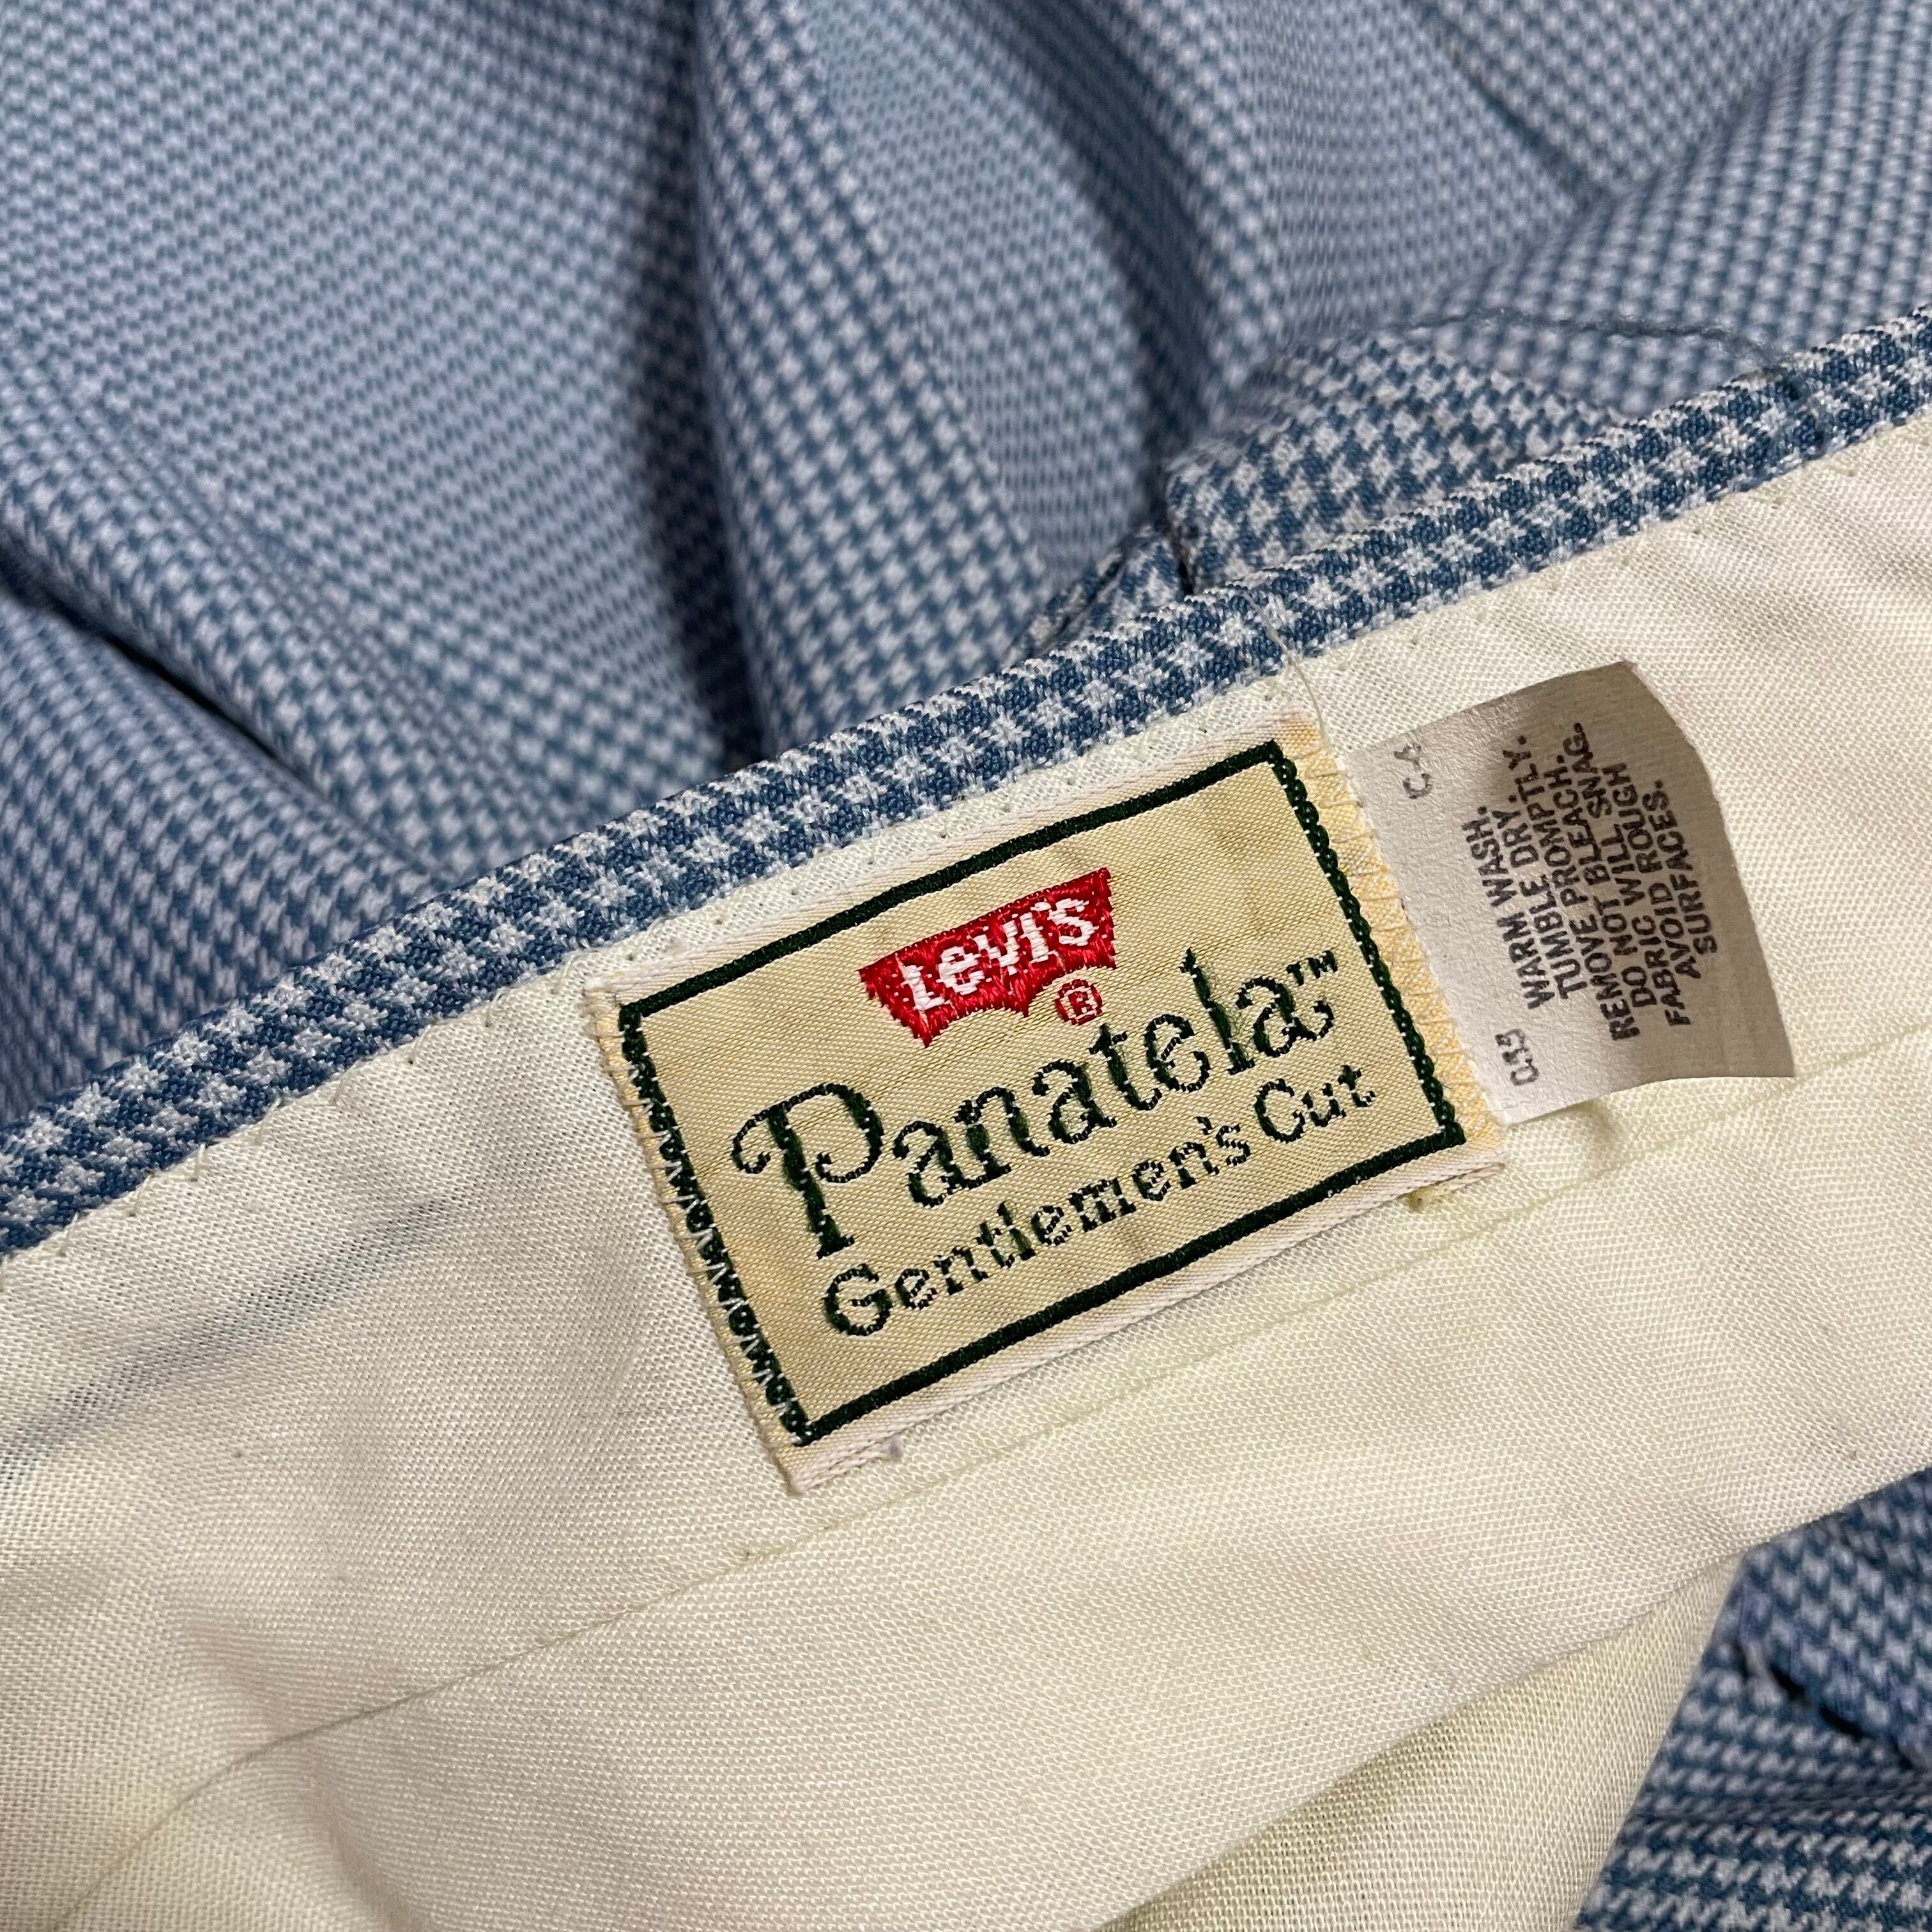 Levi's
®
Panatela™
Gentlemen's Cut
WARM WASH.
TUMBLE DRY.
REMOVE PROMPTLY.
DO NOT BLEACH.
FABRIC WILL SNAG.
AVOID ROUGH
SURFACES.